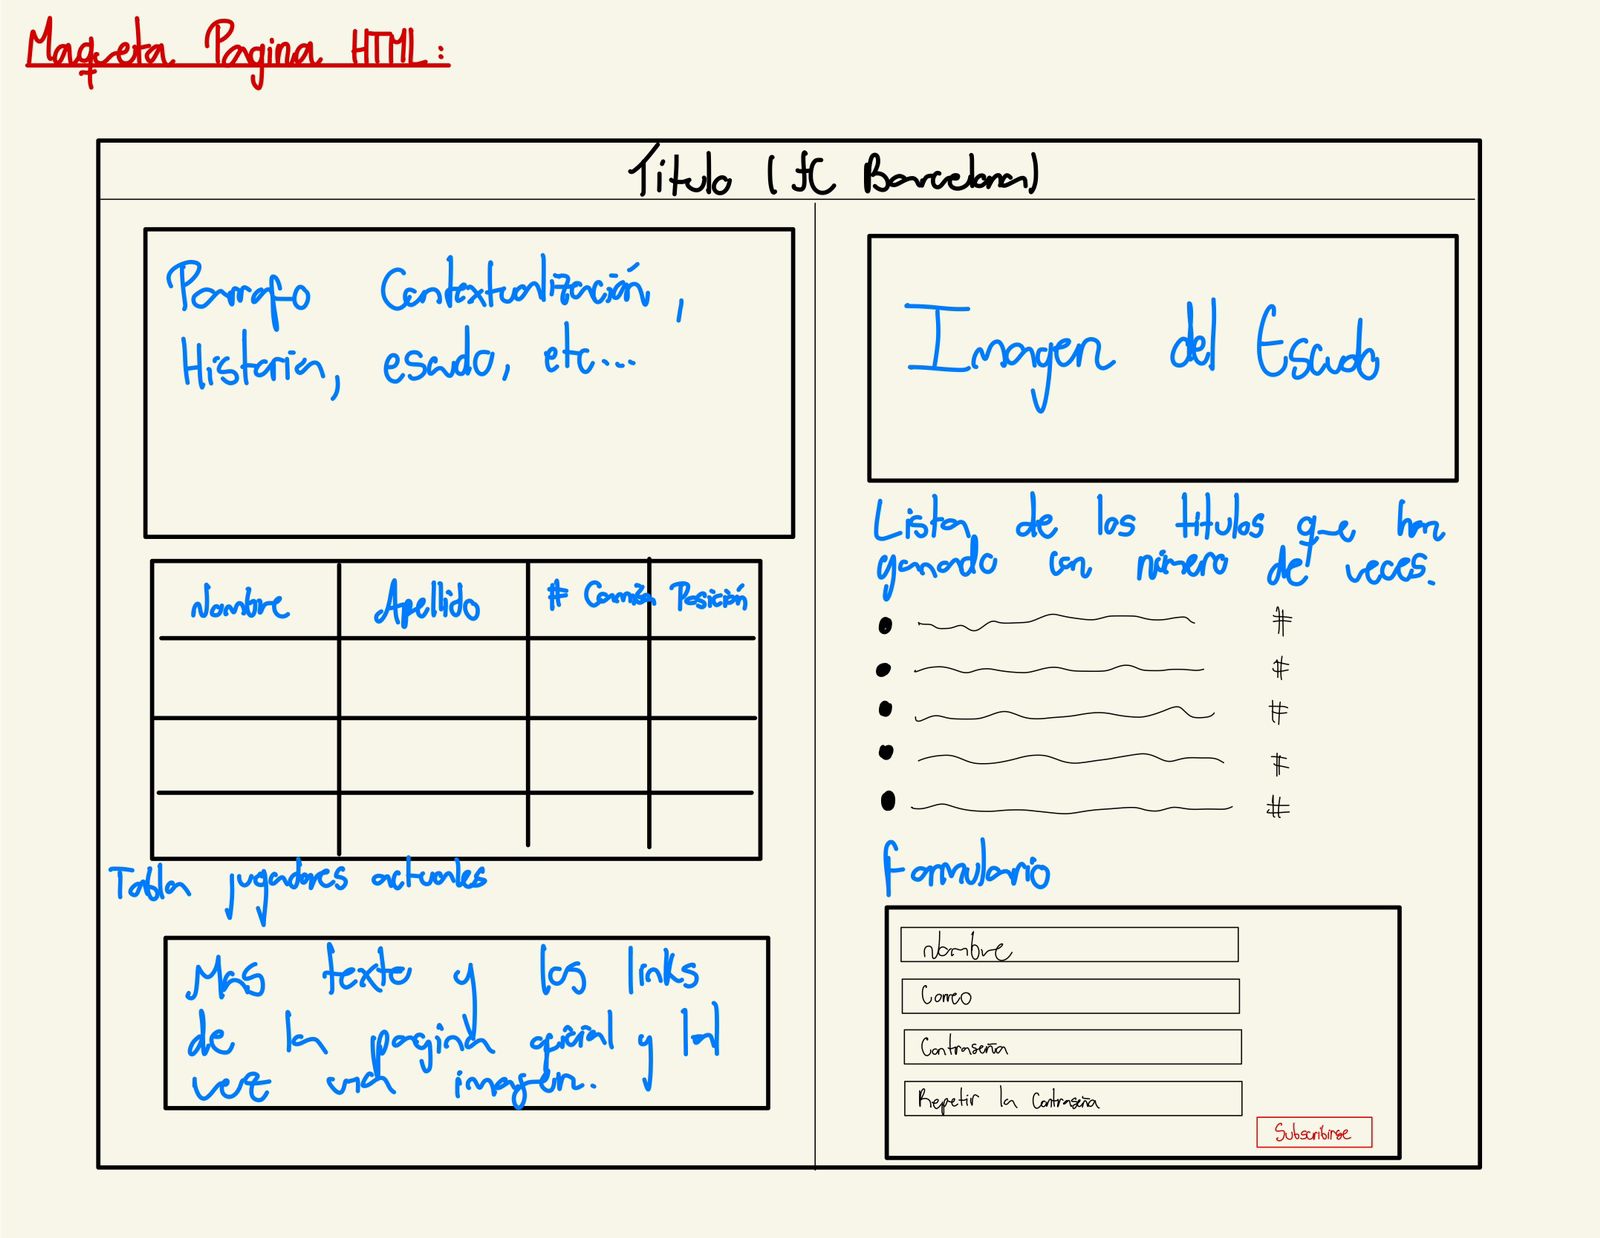 Maqueta Pagina HTML:
Titulo (FC Barcelona)
Parrafo Contextualización,
Historia, escudo, etc...
Nombre Apellido # Camisa Posición
Tabla jugadores actuales
Mas texto y los links
de la pagina oficial y tal
vez una imagen.
Imagen del Escudo
Lista de los titulos que han
ganado con número de veces.
#
#
#
#
#
Formulario
Nombre
Correo
Contraseña
Repetir la Contraseña
Subscribirse